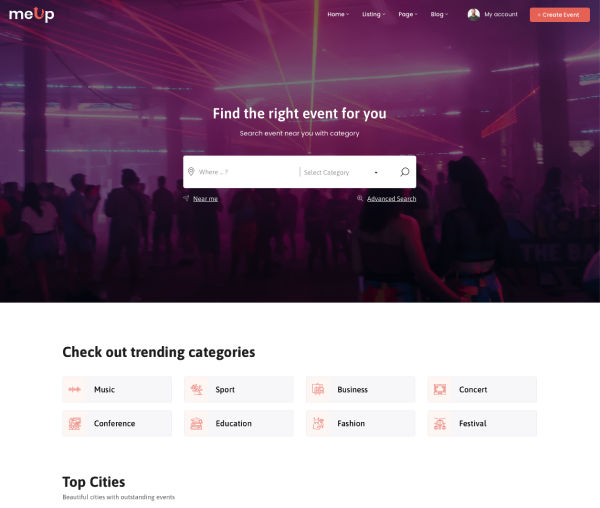 meUp
Home Listing Page Blog My account + Create Event
Find the right event for you
Search event near you with category
Where ... ? Select Category
Near me Advanced Search
Check out trending categories
Music Sport Business Concert
Conference Education Fashion Festival
Top Cities
Beautiful cities with outstanding events